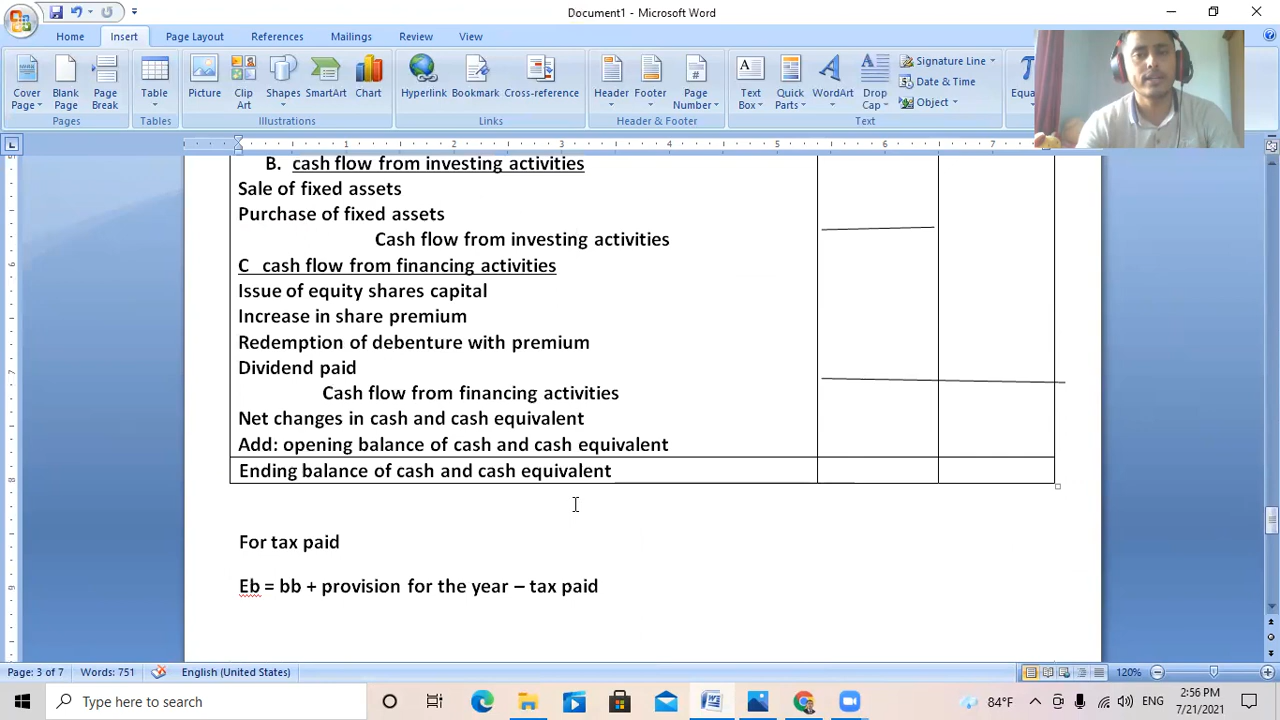 Document1 - Microsoft Word
Home Insert Page Layout References Mailings Review View
Cover Page Blank Page Page Break Table Picture Clip Art Shapes SmartArt Chart Hyperlink Bookmark Cross-reference Header Footer Page Number Text Box Quick Parts WordArt Drop Cap Signature Line Date & Time Object
Pages Tables Illustrations Links Header & Footer Text
1 2 3 4 5 6 7
B. cash flow from investing activities
Sale of fixed assets
Purchase of fixed assets
Cash flow from investing activities
C cash flow from financing activities
Issue of equity shares capital
Increase in share premium
Redemption of debenture with premium
Dividend paid
Cash flow from financing activities
Net changes in cash and cash equivalent
Add: opening balance of cash and cash equivalent
Ending balance of cash and cash equivalent
For tax paid
Eb = bb + provision for the year – tax paid
Page: 3 of 7 Words: 751 English (United States) 120%
Type here to search 84°F 2:56 PM
7/21/2021